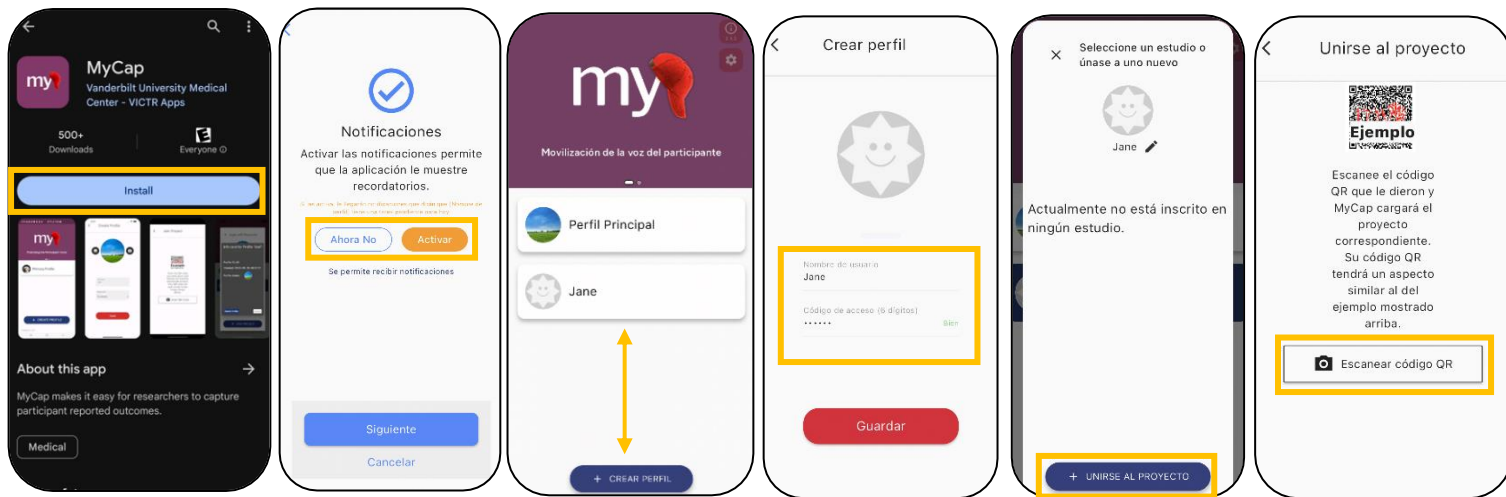 my
MyCap
Vanderbilt University Medical
Center - VICTR Apps
500+
Downloads
E
Everyone
Install
my
About this app
MyCap makes it easy for researchers to capture
participant reported outcomes.
Medical
Notificaciones
Activar las notificaciones permite
que la aplicación le muestre
recordatorios.
Ahora No
Activar
Se permite recibir notificaciones
Siguiente
Cancelar
my
Movilización de la voz del participante
Perfil Principal
Jane
+ CREAR PERFIL
Crear perfil
Nombre de usuario
Jane
Código de acceso (6 dígitos)
••••••
Bien
Guardar
Seleccione un estudio o
únase a uno nuevo
Jane
Actualmente no está inscrito en
ningún estudio.
+ UNIRSE AL PROYECTO
Unirse al proyecto
Ejemplo
Escanee el código
QR que le dieron y
MyCap cargará el
proyecto
correspondiente.
Su código QR
tendrá un aspecto
similar al del
ejemplo mostrado
arriba.
Escanear código QR